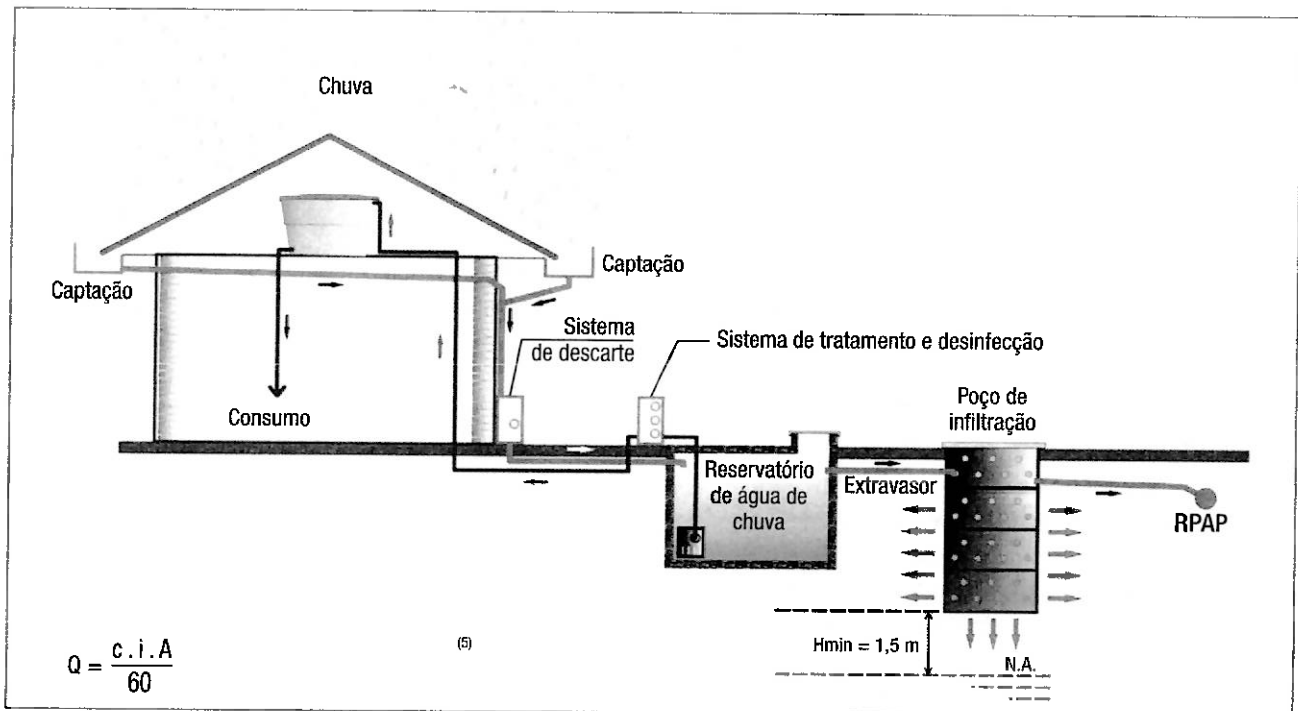 Chuva
Captação
Captação
Sistema
de descarte
Sistema de tratamento e desinfecção
Consumo
Poço de
infiltração
Reservatório
de água de
chuva
Extravasor
RPAP
Hmin = 1,5 m
N.A.
Q = c . i . A
60
(5)